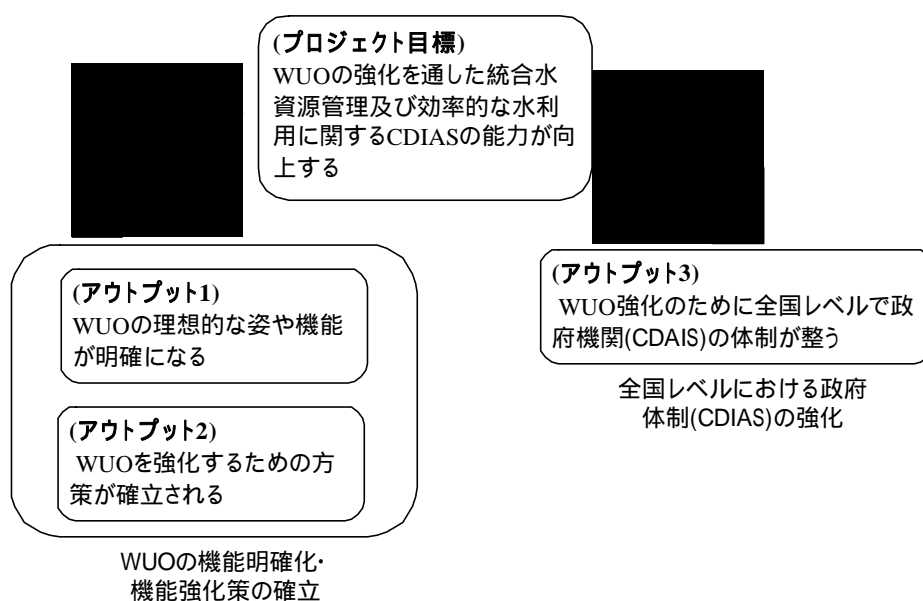 (プロジェクト目標)
WUOの強化を通した統合水
資源管理及び効率的な水利
用に関するCDIASの能力が向
上する
(アウトプット1)
WUOの理想的な姿や機能
が明確になる
(アウトプット2)
WUOを強化するための方
策が確立される
WUOの機能明確化・
機能強化策の確立
(アウトプット3)
WUO強化のために全国レベルで政
府機関(CDAIS)の体制が整う
全国レベルにおける政府
体制(CDIAS)の強化